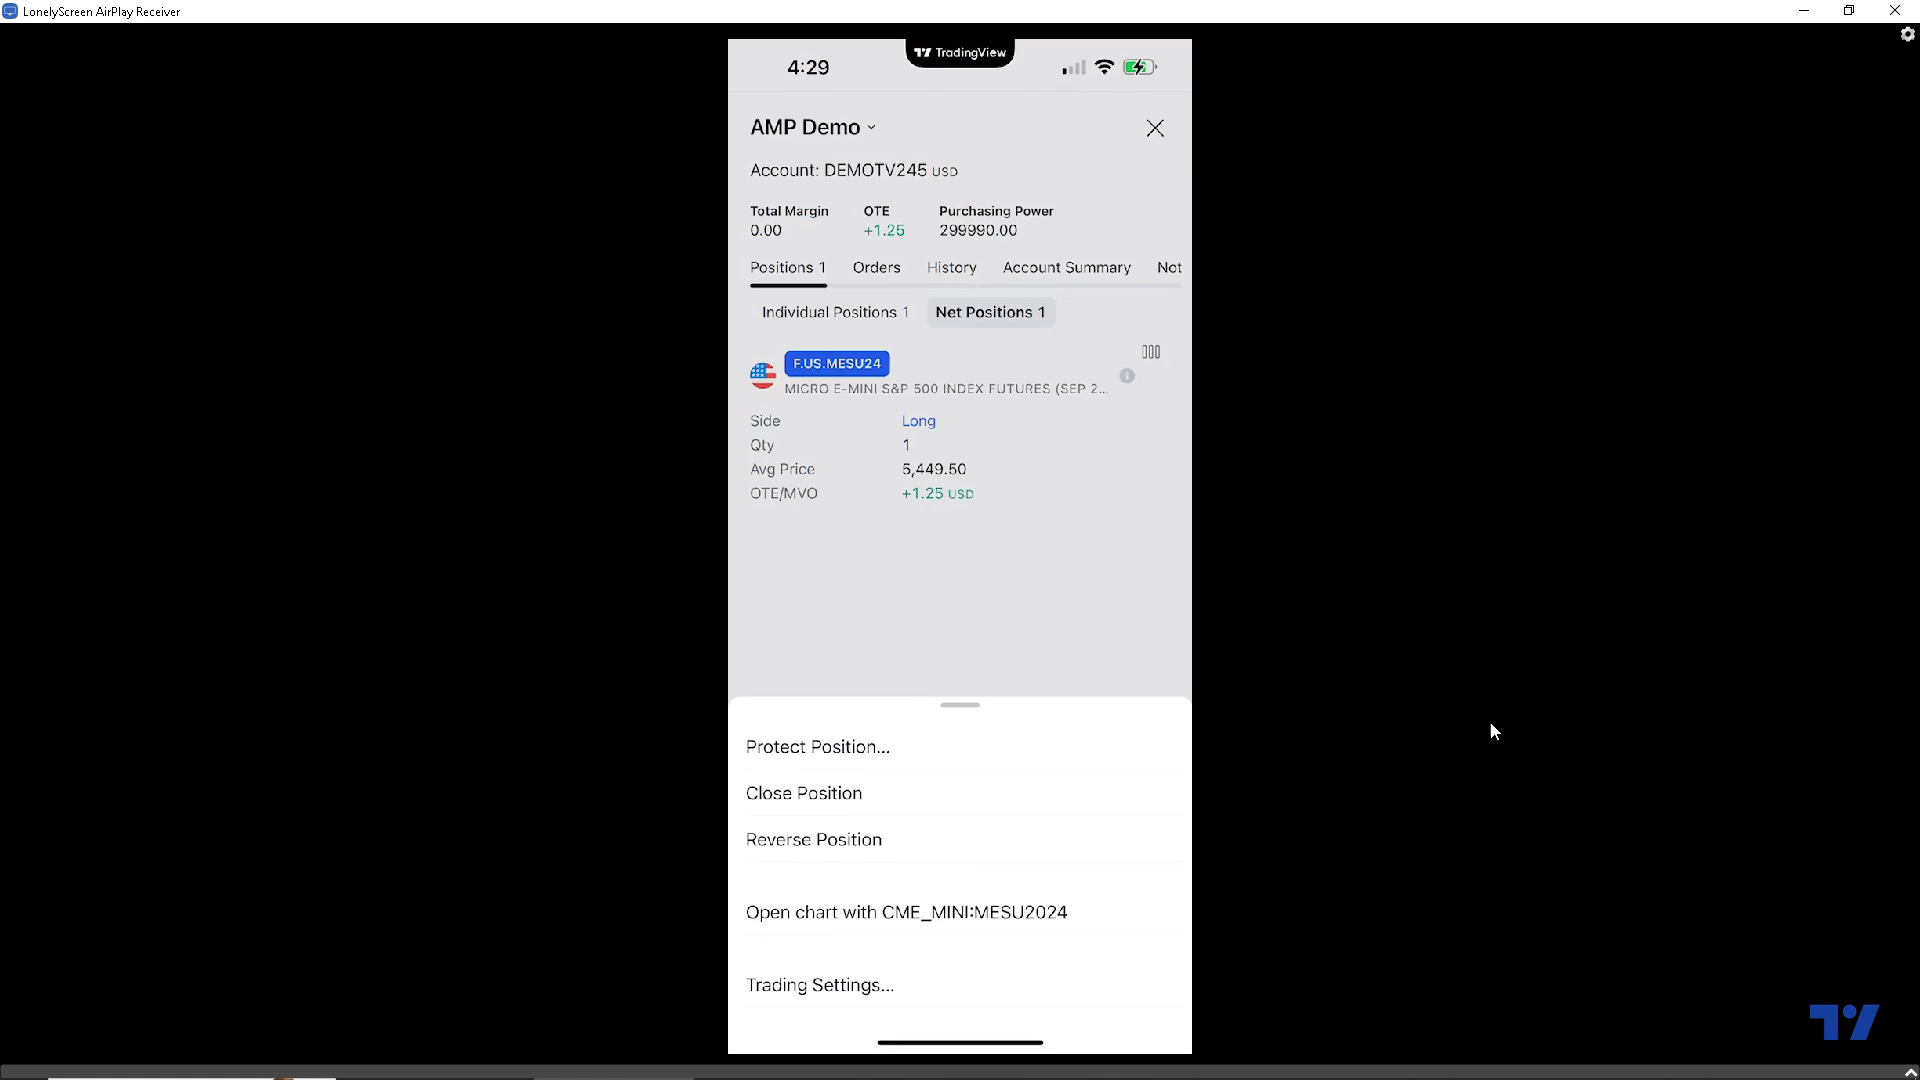 LonelyScreen AirPlay Receiver
TradingView
4:29
AMP Demo
Account: DEMOTV245 USD
Total Margin OTE Purchasing Power
0.00 +1.25 299990.00
Positions 1 Orders History Account Summary Not
Individual Positions 1 Net Positions 1
F.US.MESU24
MICRO E-MINI S&P 500 INDEX FUTURES (SEP 2...
Side Long
Qty 1
Avg Price 5,449.50
OTE/MVO +1.25 USD
Protect Position...
Close Position
Reverse Position
Open chart with CME_MINI:MESU2024
Trading Settings...